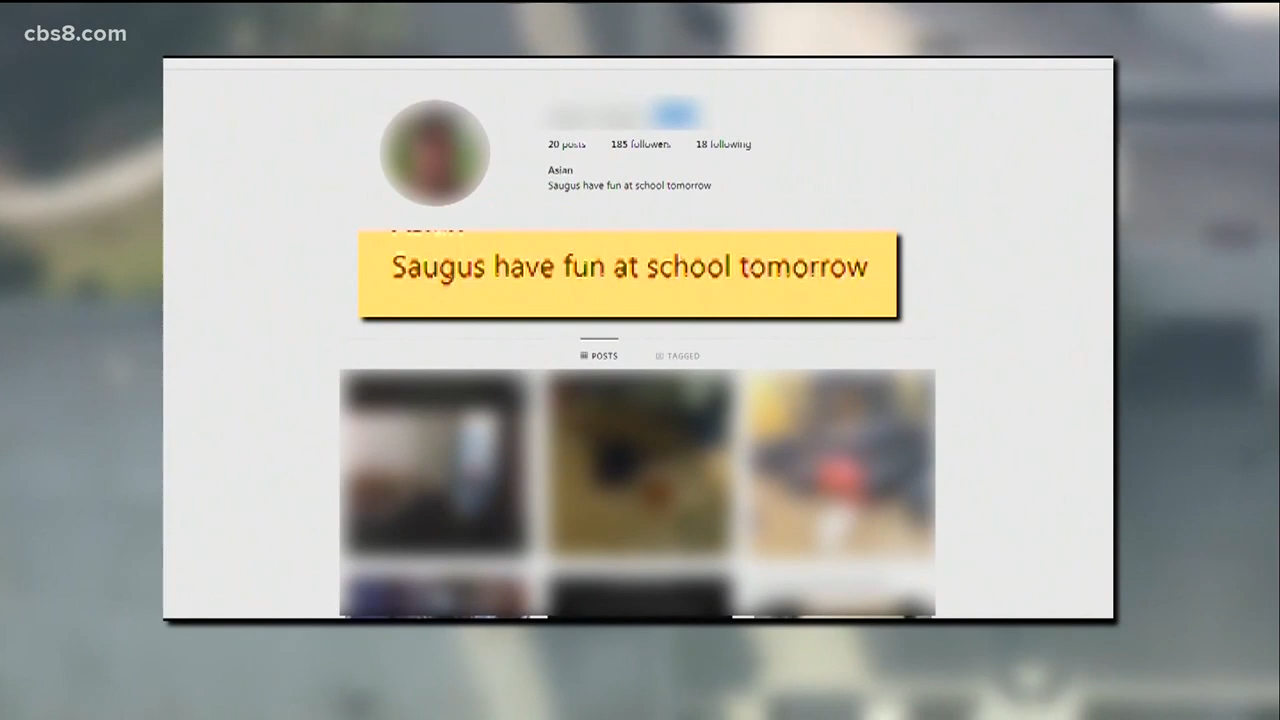 cbs8.com
20 posts 185 followers 18 following
Asian
Saugus have fun at school tomorrow
Saugus have fun at school tomorrow
POSTS TAGGED